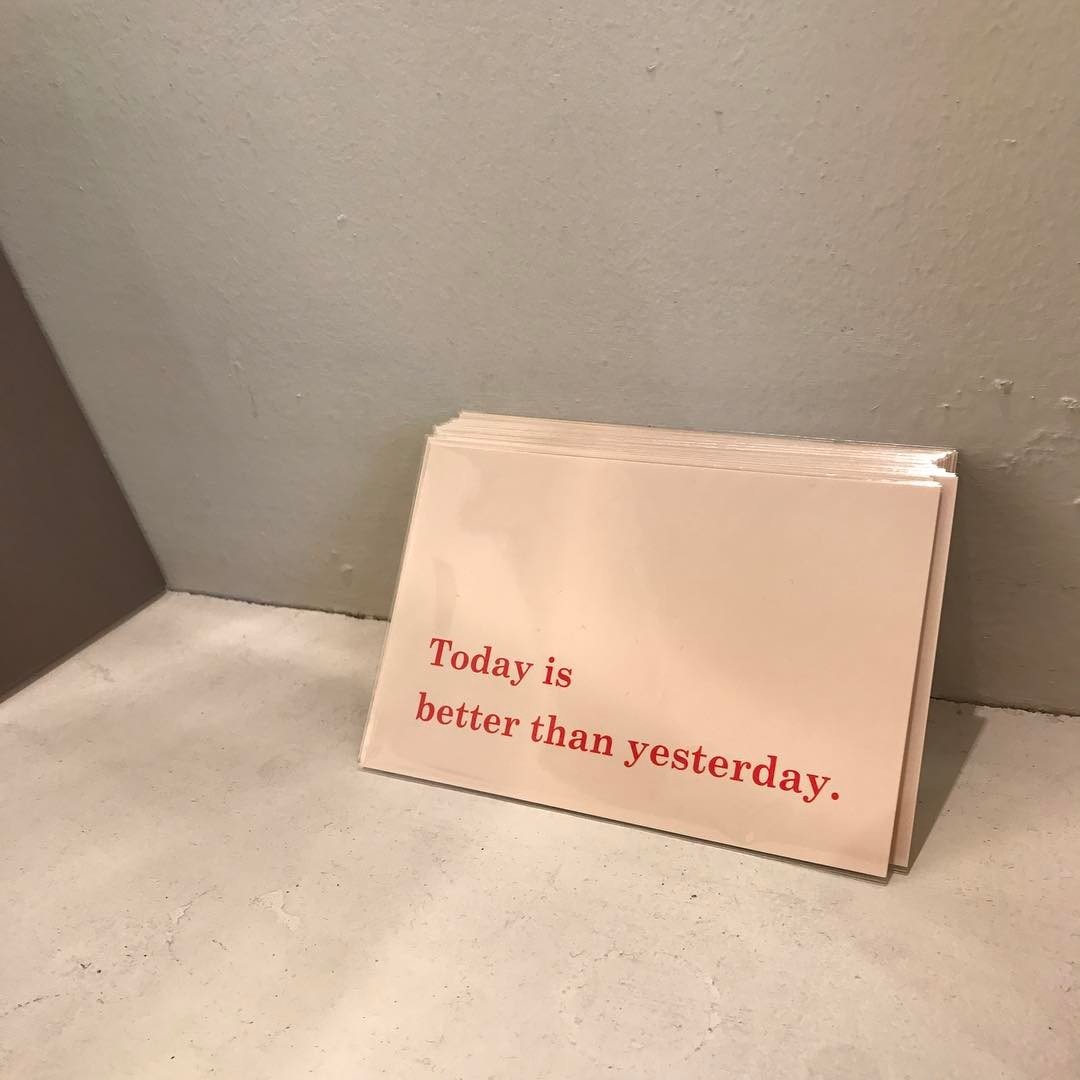 Today is
better than yesterday.